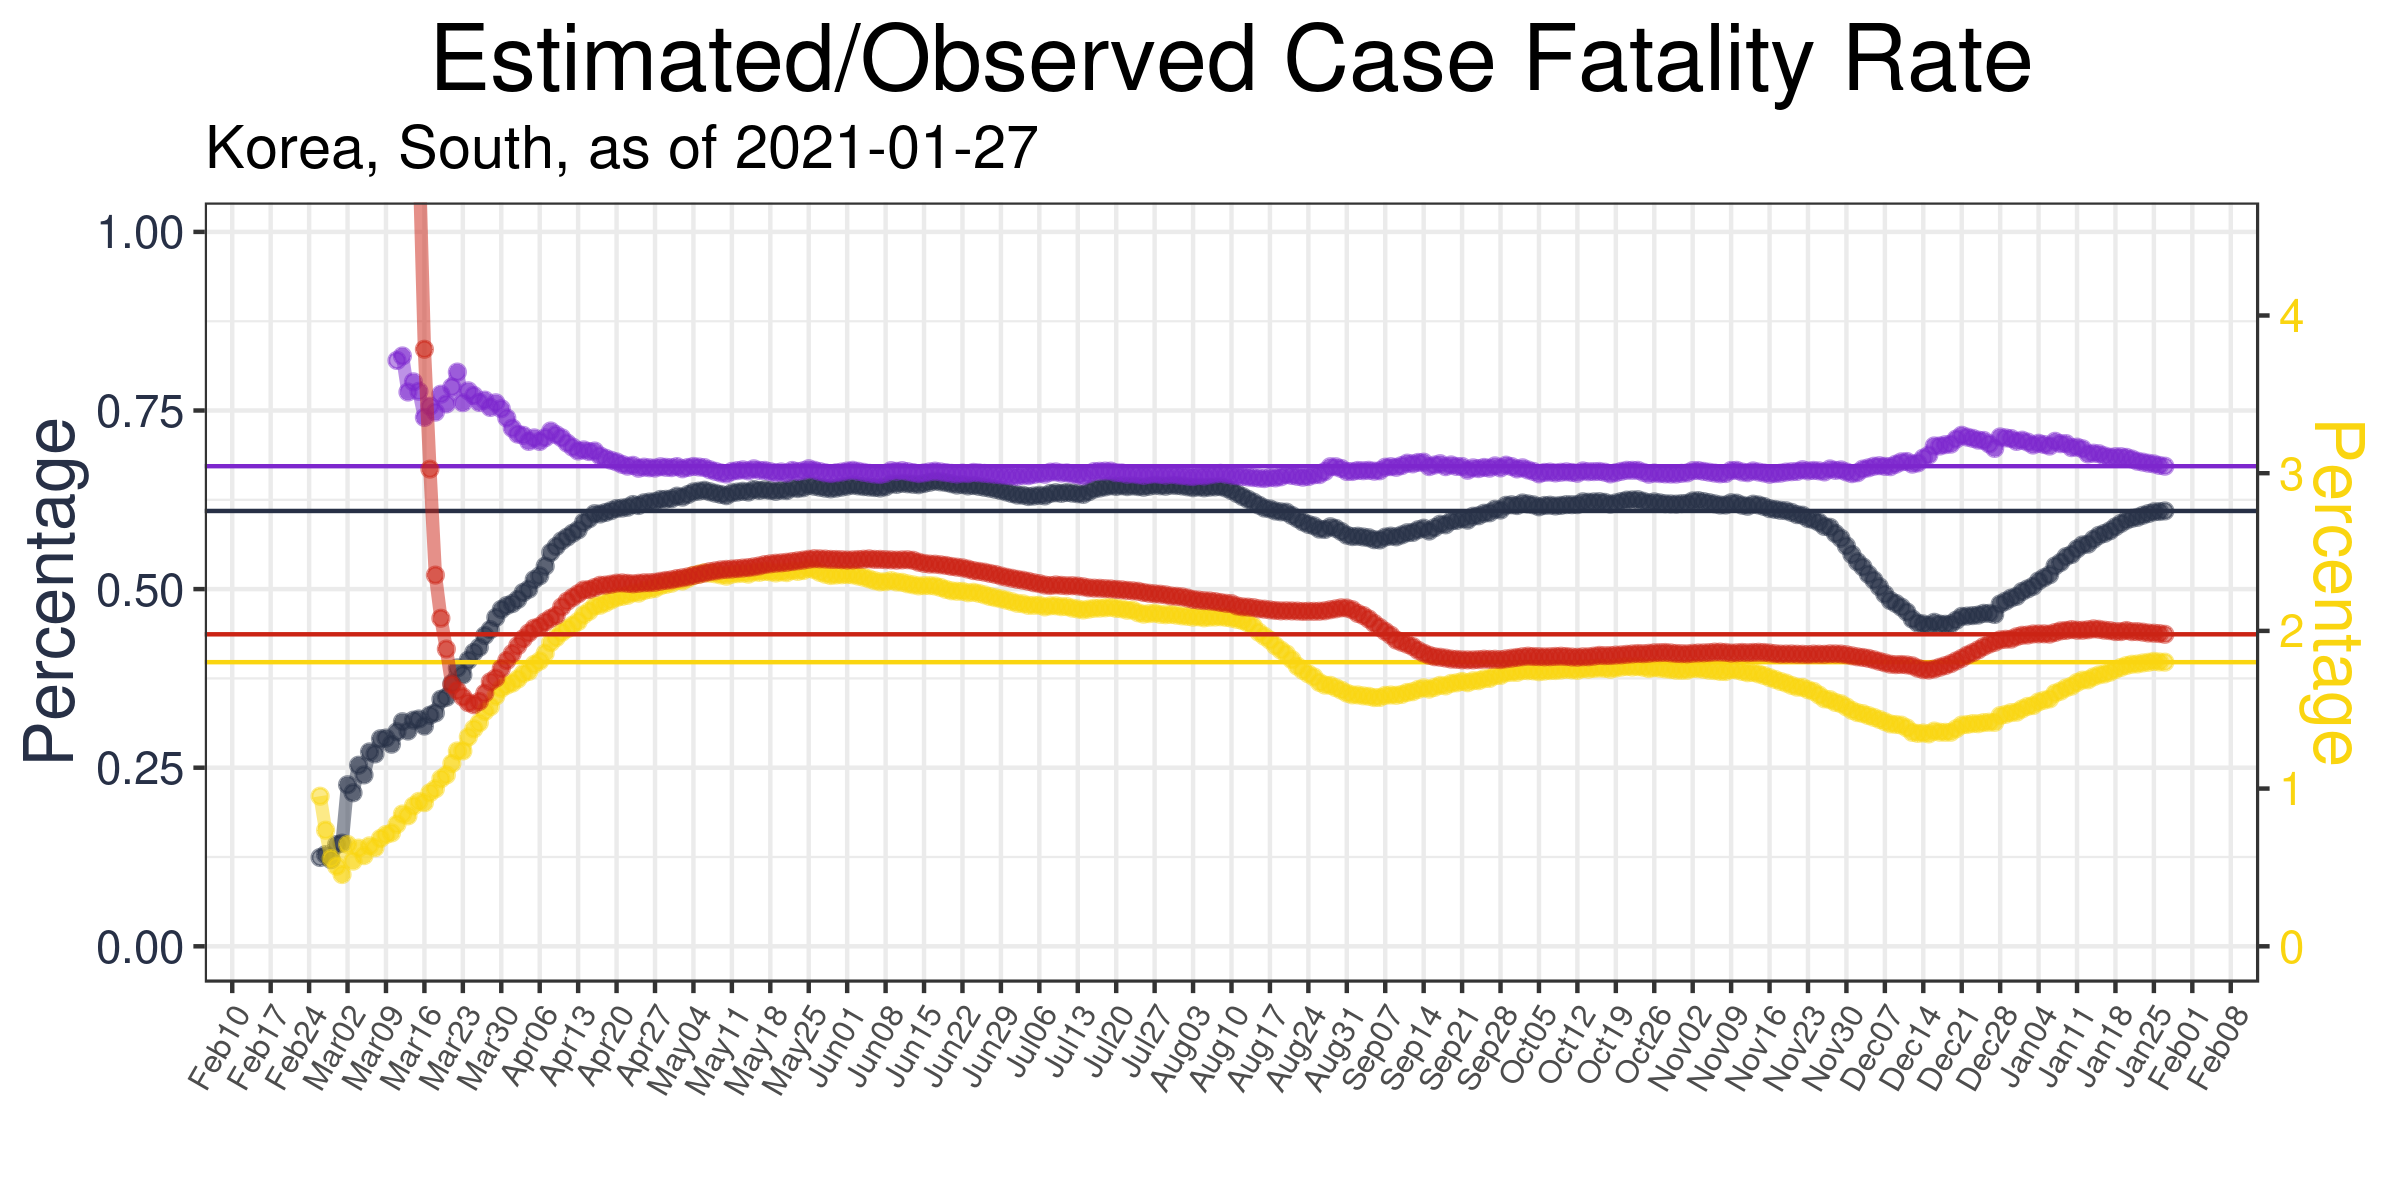 Estimated/Observed Case Fatality Rate
Korea, South, as of 2021-01-27
Percentage
1.00
0.75
0.50
0.25
0.00
4
3
2
1
0
Percentage
Feb10
Feb17
Feb24
Mar02
Mar09
Mar16
Mar23
Mar30
Apr06
Apr13
Apr20
Apr27
May04
May11
May18
May25
Jun01
Jun08
Jun15
Jun22
Jun29
Jul06
Jul13
Jul20
Jul27
Aug03
Aug10
Aug17
Aug24
Aug31
Sep07
Sep14
Sep21
Sep28
Oct05
Oct12
Oct19
Oct26
Nov02
Nov09
Nov16
Nov23
Nov30
Dec07
Dec14
Dec21
Dec28
Jan04
Jan11
Jan18
Jan25
Feb01
Feb08